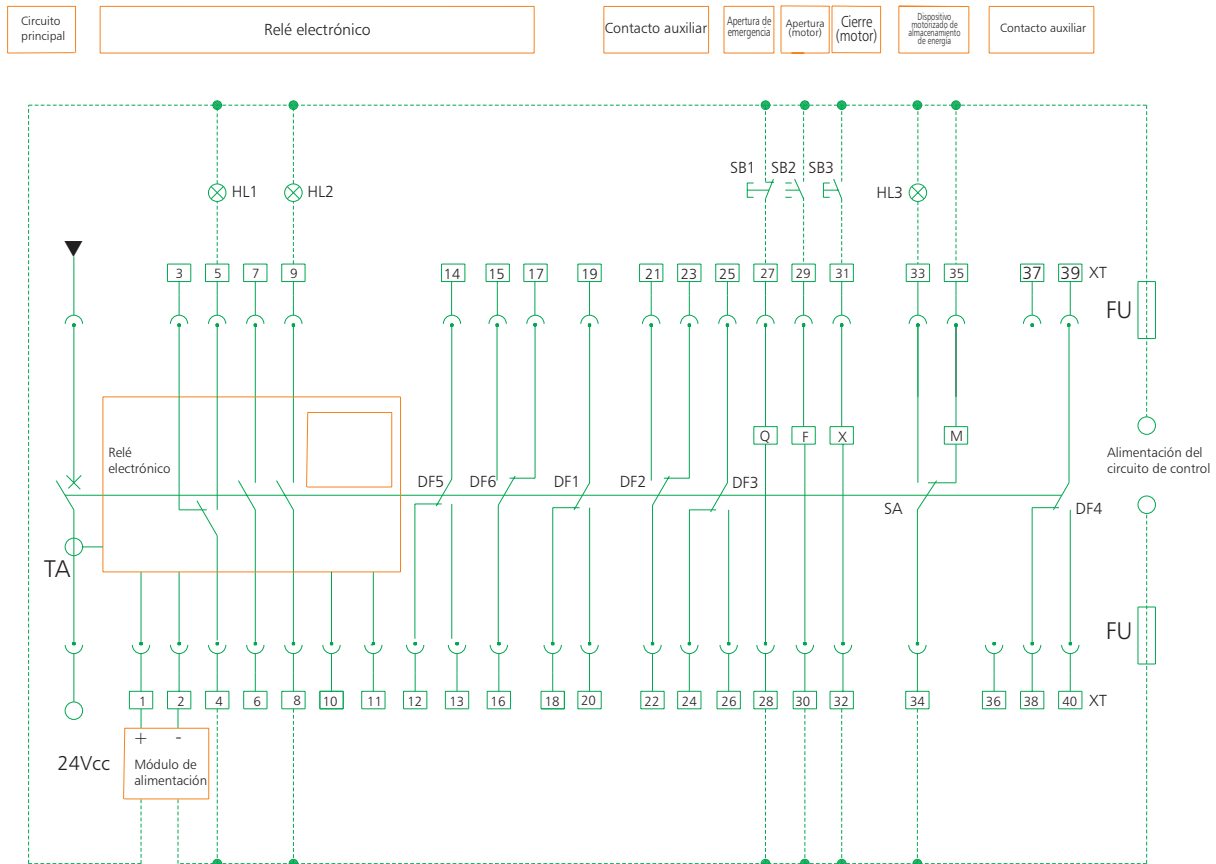 Circuito
principal
Relé electrónico
Contacto auxiliar
Apertura de
emergencia
Apertura
(motor)
Cierre
(motor)
Dispositivo
motorizado de
almacenamiento
de energía
Contacto auxiliar
HL1
HL2
SB1
SB2
SB3
HL3
3
5
7
9
14
15
17
19
21
23
25
27
29
31
33
35
37
39
XT
FU
Relé
electrónico
Q
F
X
M
Alimentación del
circuito de control
DF5
DF6
DF1
DF2
DF3
SA
DF4
TA
FU
1
2
4
6
8
10
11
12
13
16
18
20
22
24
26
28
30
32
34
36
38
40
XT
+ -
24Vcc
Módulo de
alimentación